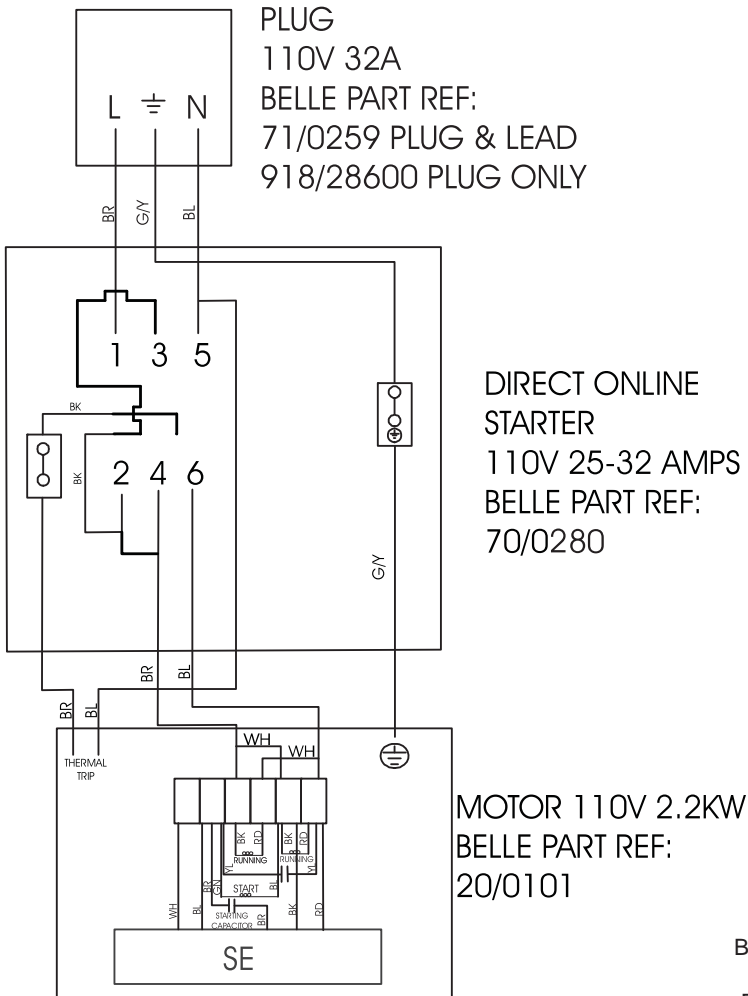 PLUG
110V 32A
BELLE PART REF:
71/0259 PLUG & LEAD
918/28600 PLUG ONLY
L N
BR
G/Y
BL
1 3 5
BK
BK
2 4 6
DIRECT ONLINE
STARTER
110V 25-32 AMPS
BELLE PART REF:
70/0280
G/Y
BR
BL
BR
BL
THERMAL
TRIP
WH
WH
MOTOR 110V 2.2KW
BELLE PART REF:
20/0101
BK
RD
BK
RD
RUNNING
RUNNING
YL
YL
BR
GN
START
BL
WH
BL
STARTING
CAPACITOR
BR
BK
RD
SE
B